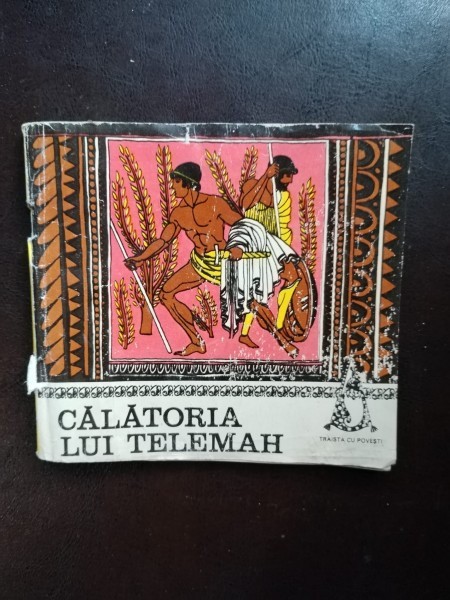 CĂLĂTORIA
LUI TELEMAH
TRAISTA CU POVEȘTI